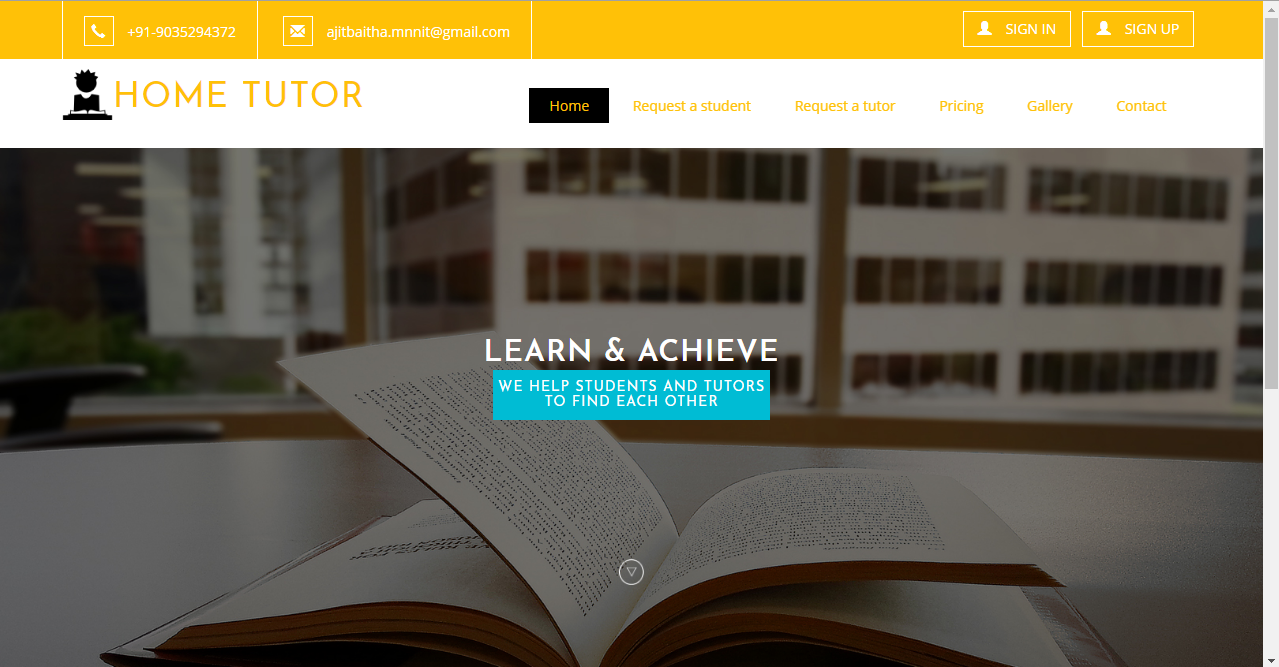 +91-9035294372
ajitbaitha.mnnit@gmail.com
SIGN IN
SIGN UP
HOME TUTOR
Home
Request a student
Request a tutor
Pricing
Gallery
Contact
LEARN & ACHIEVE
WE HELP STUDENTS AND TUTORS
TO FIND EACH OTHER